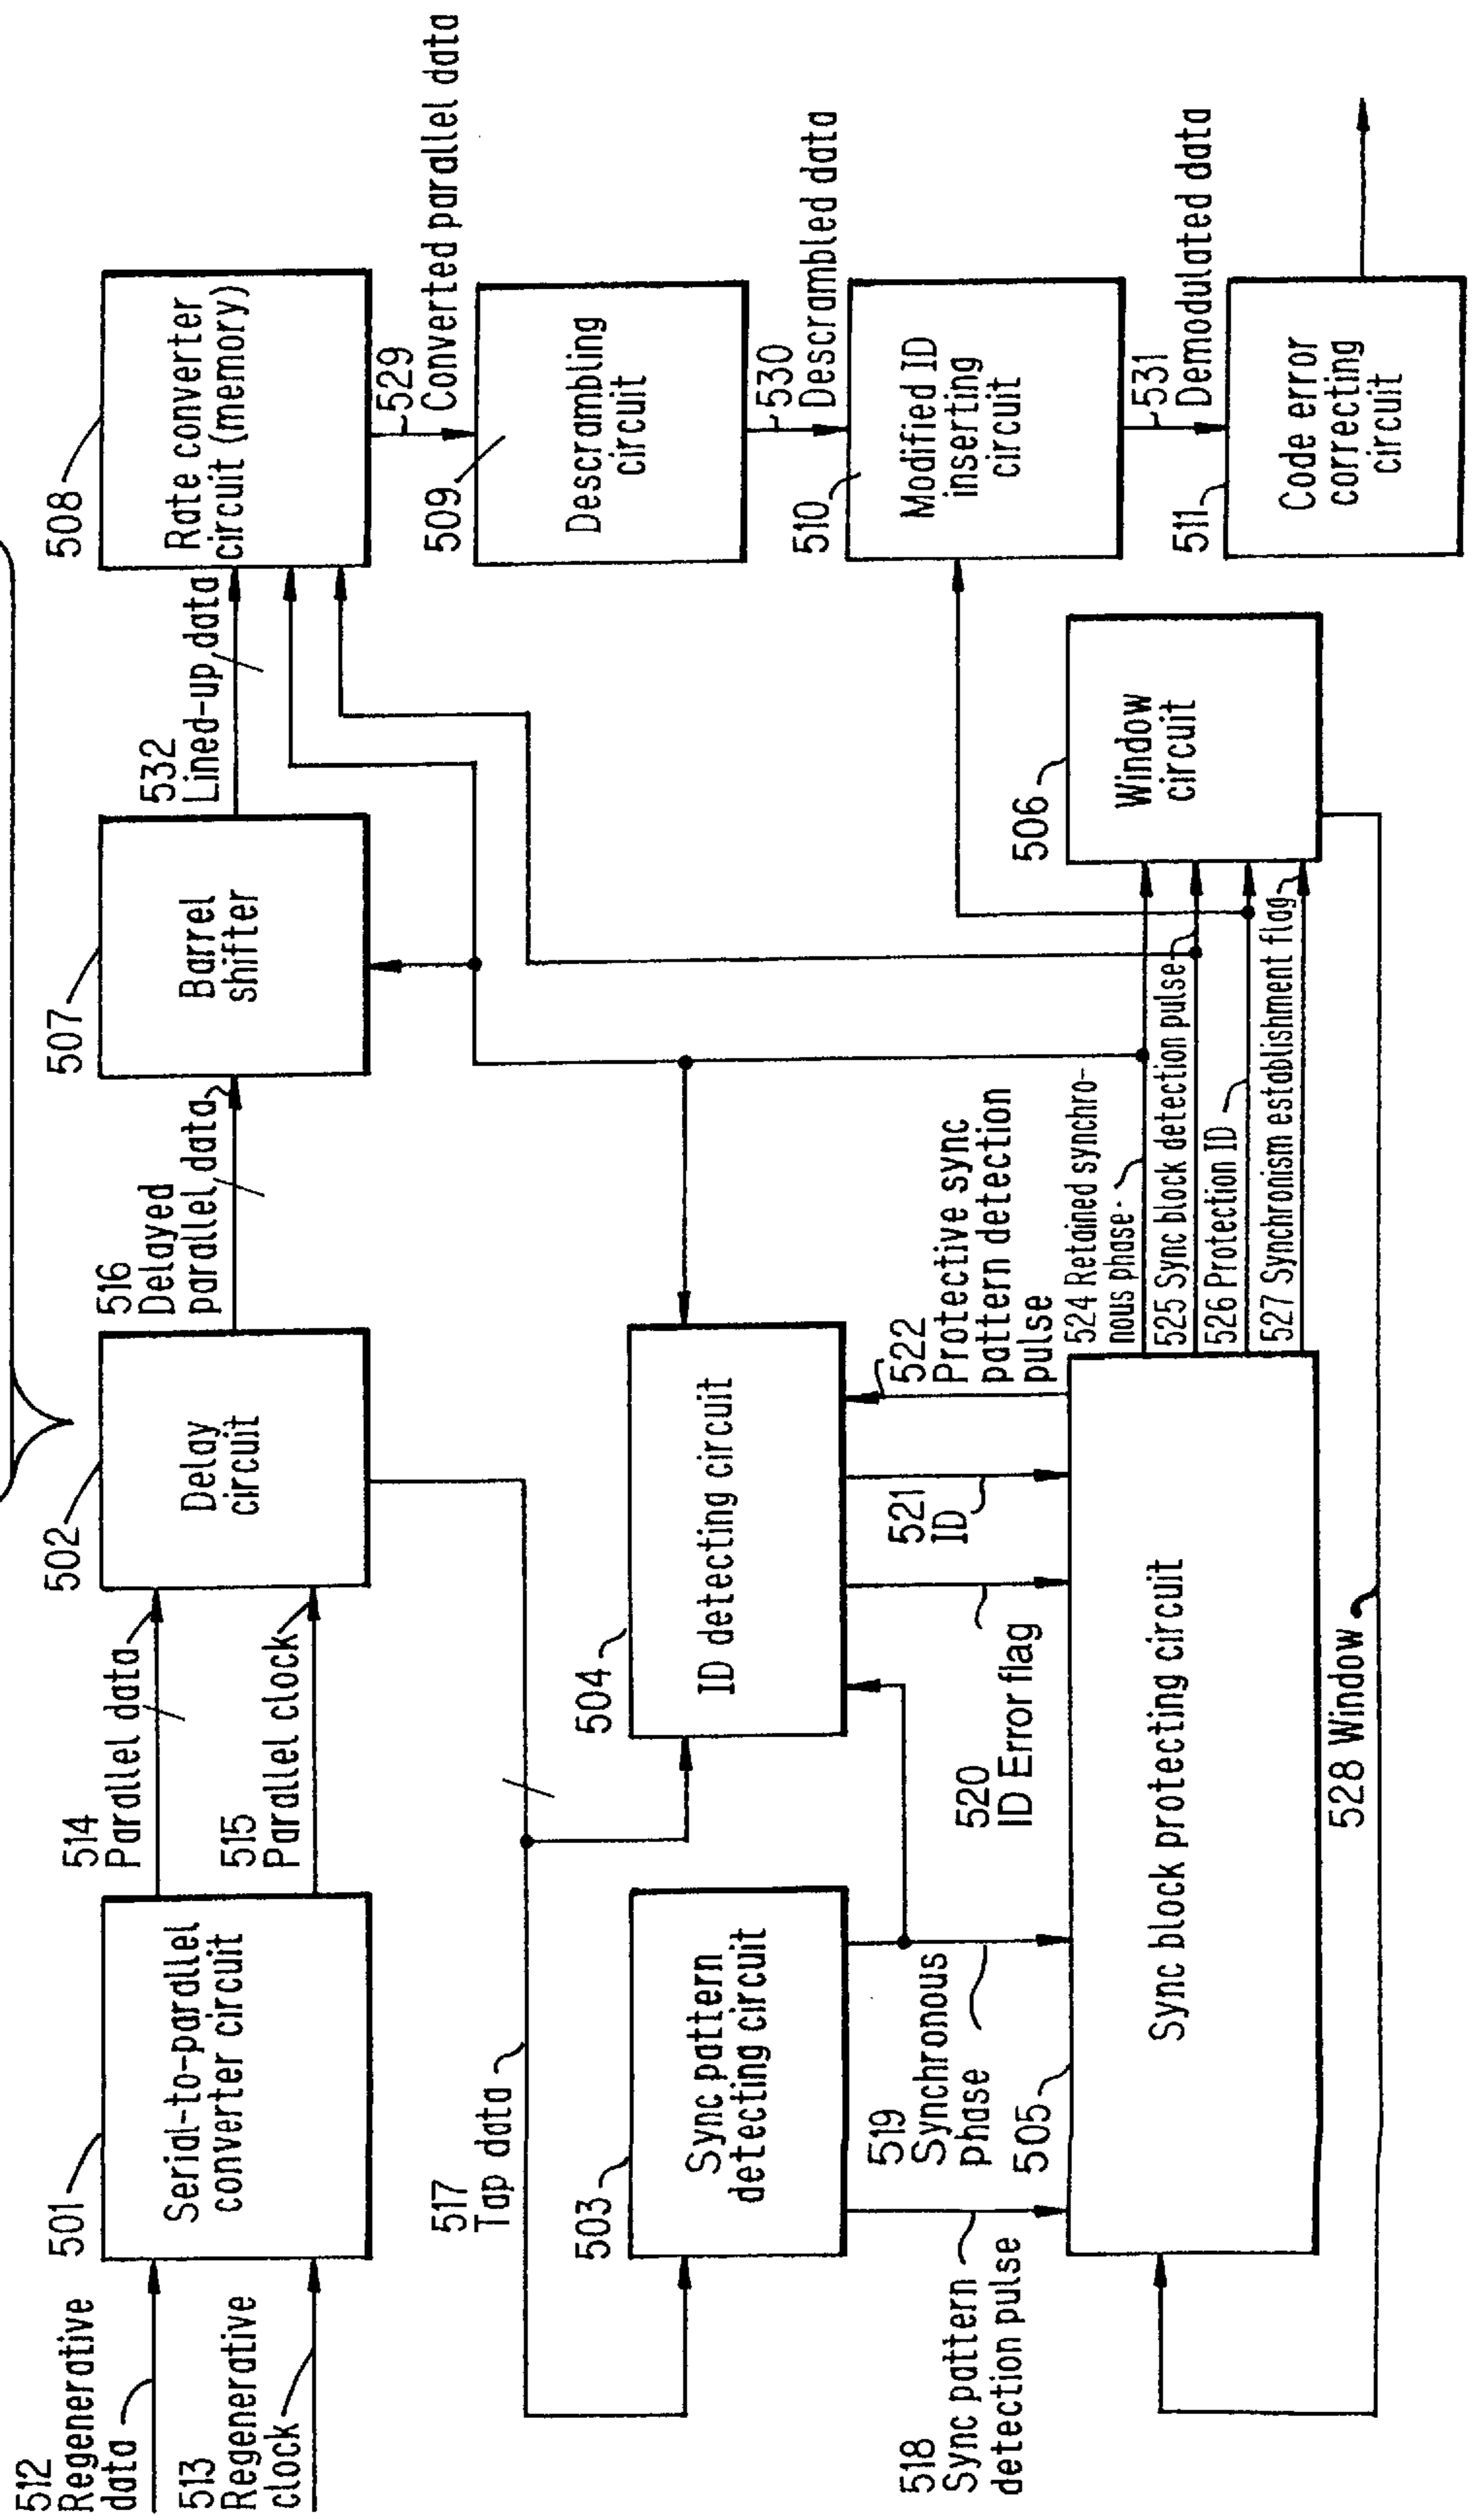 512
Regenerative
data
513
Regenerative
clock
501
Serial-to-parallel
converter circuit
514
Parallel data
515
Parallel clock
502
Delay
circuit
516
Delayed
parallel data
507
Barrel
shifter
532
Lined-up data
508
Rate converter
circuit (memory)
529
Converted parallel data
509
Descrambling
circuit
530
Descrambled data
510
Modified ID
inserting
circuit
531
Demodulated data
511
Code error
correcting
circuit
517
Tap data
503
Sync pattern
detecting circuit
504
ID detecting circuit
518
Sync pattern
detection pulse
519
Synchronous
phase
520
ID Error flag
521
ID
522
Protective sync
pattern detection
pulse
505
Sync block protecting circuit
524 Retained synchro-
nous phase
525 Sync block detection pulse
526 Protection ID
527 Synchronism establishment flag
506
Window
circuit
528 Window